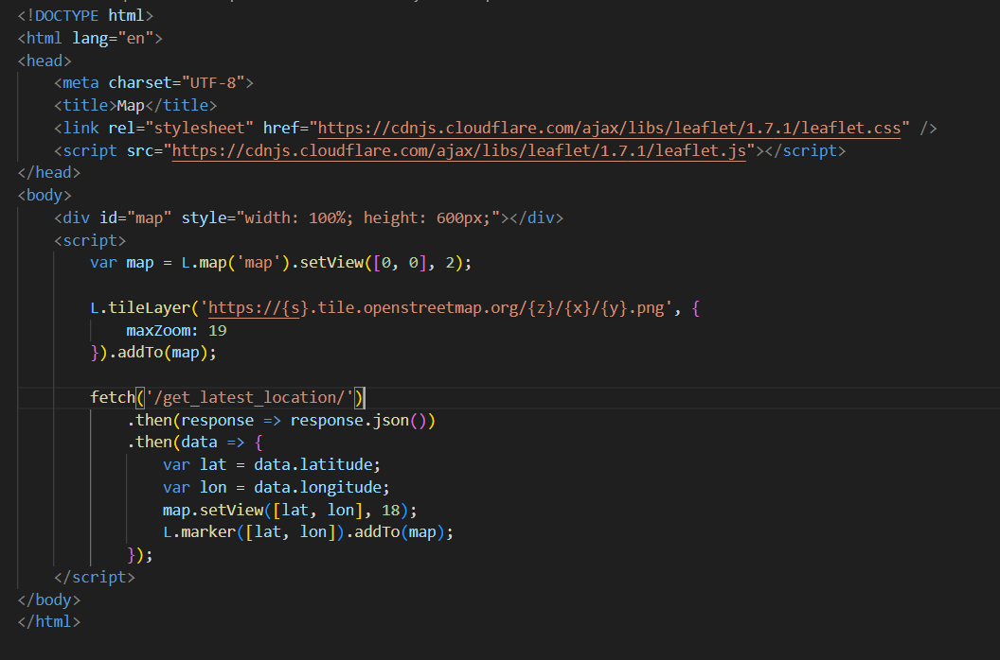 <!DOCTYPE html>
<html lang="en">
<head>
    <meta charset="UTF-8">
    <title>Map</title>
    <link rel="stylesheet" href="https://cdnjs.cloudflare.com/ajax/libs/leaflet/1.7.1/leaflet.css" />
    <script src="https://cdnjs.cloudflare.com/ajax/libs/leaflet/1.7.1/leaflet.js"></script>
</head>
<body>
    <div id="map" style="width: 100%; height: 600px;"></div>
    <script>
        var map = L.map('map').setView([0, 0], 2);

        L.tileLayer('https://{s}.tile.openstreetmap.org/{z}/{x}/{y}.png', {
            maxZoom: 19
        }).addTo(map);

        fetch('/get_latest_location/')
            .then(response => response.json())
            .then(data => {
                var lat = data.latitude;
                var lon = data.longitude;
                map.setView([lat, lon], 18);
                L.marker([lat, lon]).addTo(map);
            });
    </script>
</body>
</html>